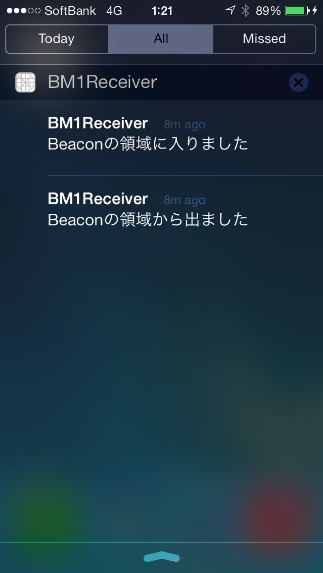 SoftBank 4G 1:21 89%
Today All Missed
BM1Receiver
BM1Receiver 8m ago
Beaconの領域に入りました
BM1Receiver 8m ago
Beaconの領域から出ました